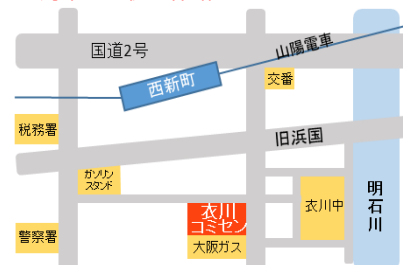 国道2号
山陽電車
西新町
交番
税務署
旧浜国
ガソリン
スタンド
明石川
衣川
コミセン
衣川中
警察署
大阪ガス